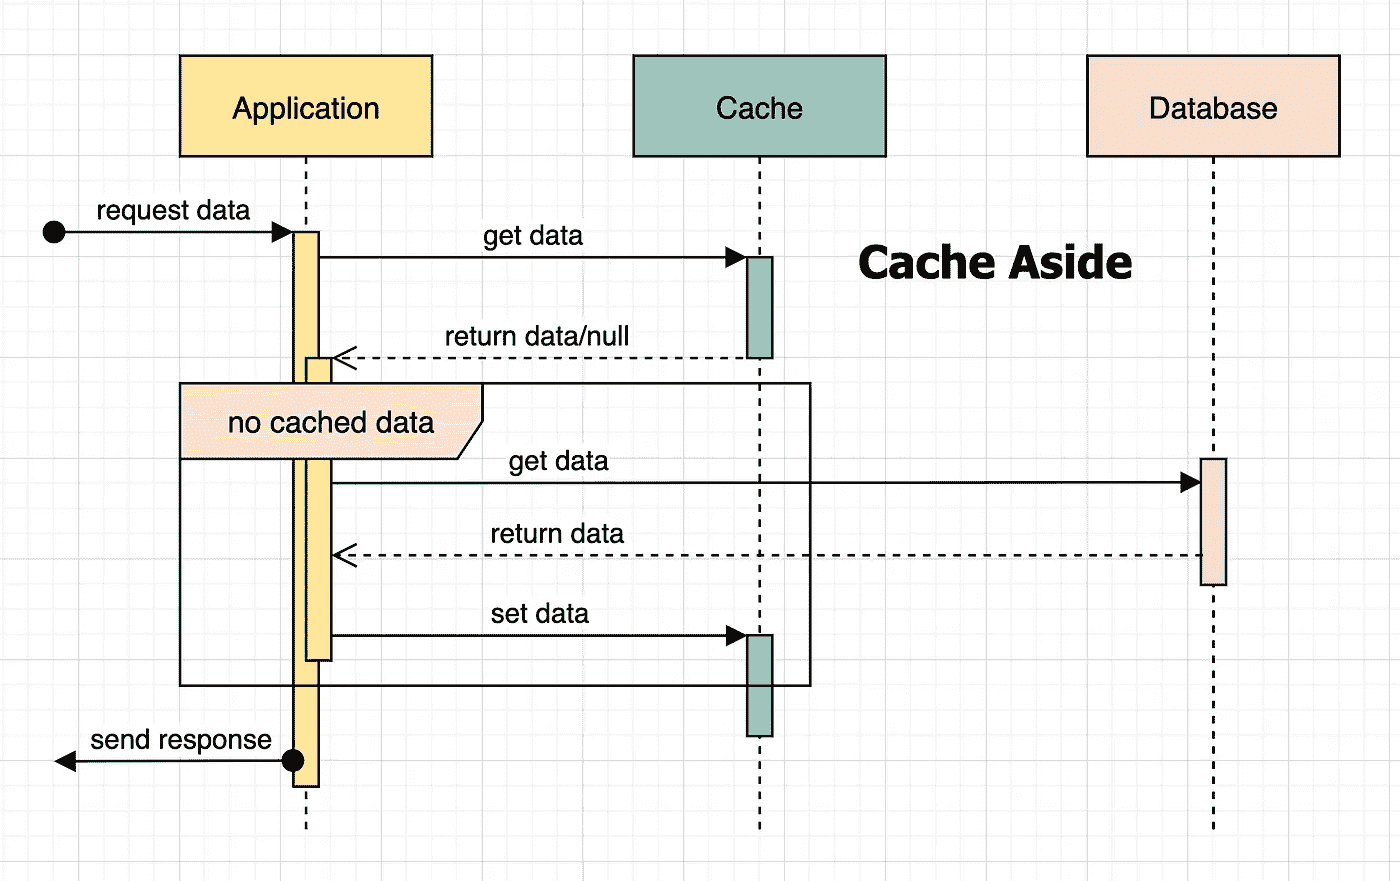 Application
Cache
Database
request data
get data
Cache Aside
return data/null
no cached data
get data
return data
set data
send response